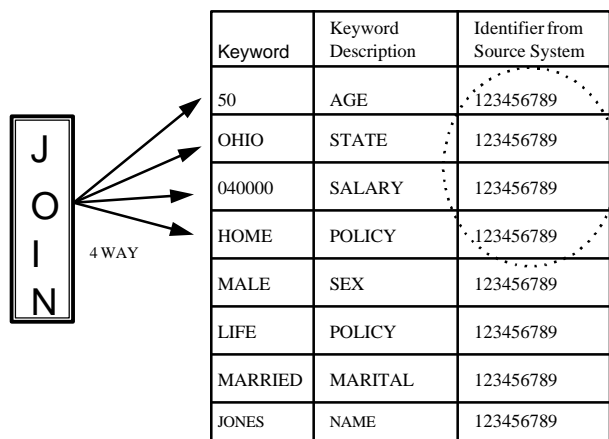 Keyword Keyword Description Identifier from Source System
50 AGE 123456789
OHIO STATE 123456789
040000 SALARY 123456789
HOME POLICY 123456789
MALE SEX 123456789
LIFE POLICY 123456789
MARRIED MARITAL 123456789
JONES NAME 123456789
JOIN
4 WAY